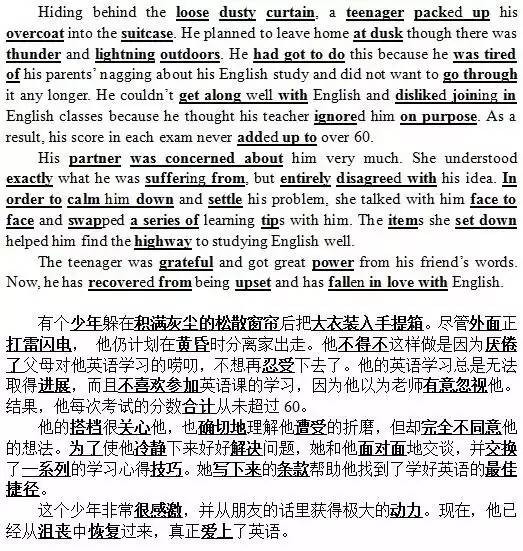 Hiding behind the loose dusty curtain, a teenager packed up his
overcoat into the suitcase. He planned to leave home at dusk though there was
thunder and lightning outdoors. He had got to do this because he was tired
of his parents' nagging about his English study and did not want to go through
it any longer. He couldn't get along well with English and disliked joining in
English classes because he thought his teacher ignored him on purpose. As a
result, his score in each exam never added up to over 60.
His partner was concerned about him very much. She understood
exactly what he was suffering from, but entirely disagreed with his idea. In
order to calm him down and settle his problem, she talked with him face to
face and swapped a series of learning tips with him. The items she set down
helped him find the highway to studying English well.
The teenager was grateful and got great power from his friend's words.
Now, he has recovered from being upset and has fallen in love with English.
有个少年躲在积满灰尘的松散窗帘后把大衣装入手提箱。尽管外面正
打雷闪电， 他仍计划在黄昏时分离家出走。他不得不这样做是因为厌倦
了父母对他英语学习的唠叨，不想再忍受下去了。他的英语学习总是无法
取得进展，而且不喜欢参加英语课的学习，因为他以为老师有意忽视他。
结果，他每次考试的分数合计从未超过 60。
他的搭档很关心他，也确切地理解他遭受的折磨，但却完全不同意他
的想法。为了使他冷静下来好好解决问题，她和他面对面地交谈，并交换
了一系列的学习心得技巧。她写下来的条款帮助他找到了学好英语的最佳
捷径。
这个少年非常很感激，并从朋友的话里获得极大的动力。现在，他已
经从沮丧中恢复过来，真正爱上了英语。